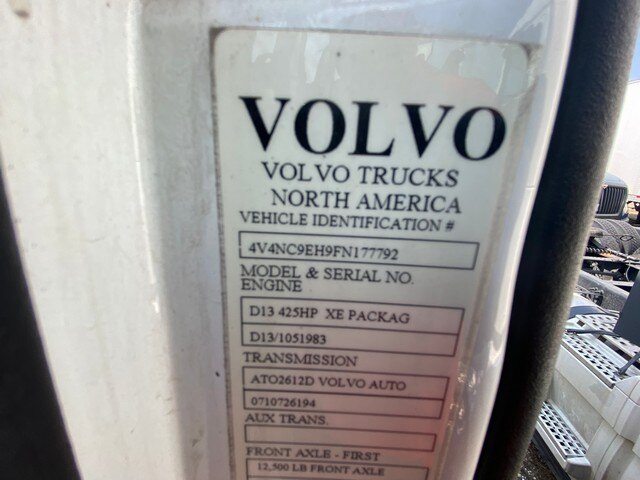 VOLVO
VOLVO TRUCKS
NORTH AMERICA
VEHICLE IDENTIFICATION #
4V4NC9EH9FN177792
MODEL & SERIAL NO.
ENGINE
D13 425HP XE PACKAG
D13/1051983
TRANSMISSION
ATO2612D VOLVO AUTO
0710726194
AUX TRANS.
FRONT AXLE - FIRST
12,500 LB FRONT AXLE